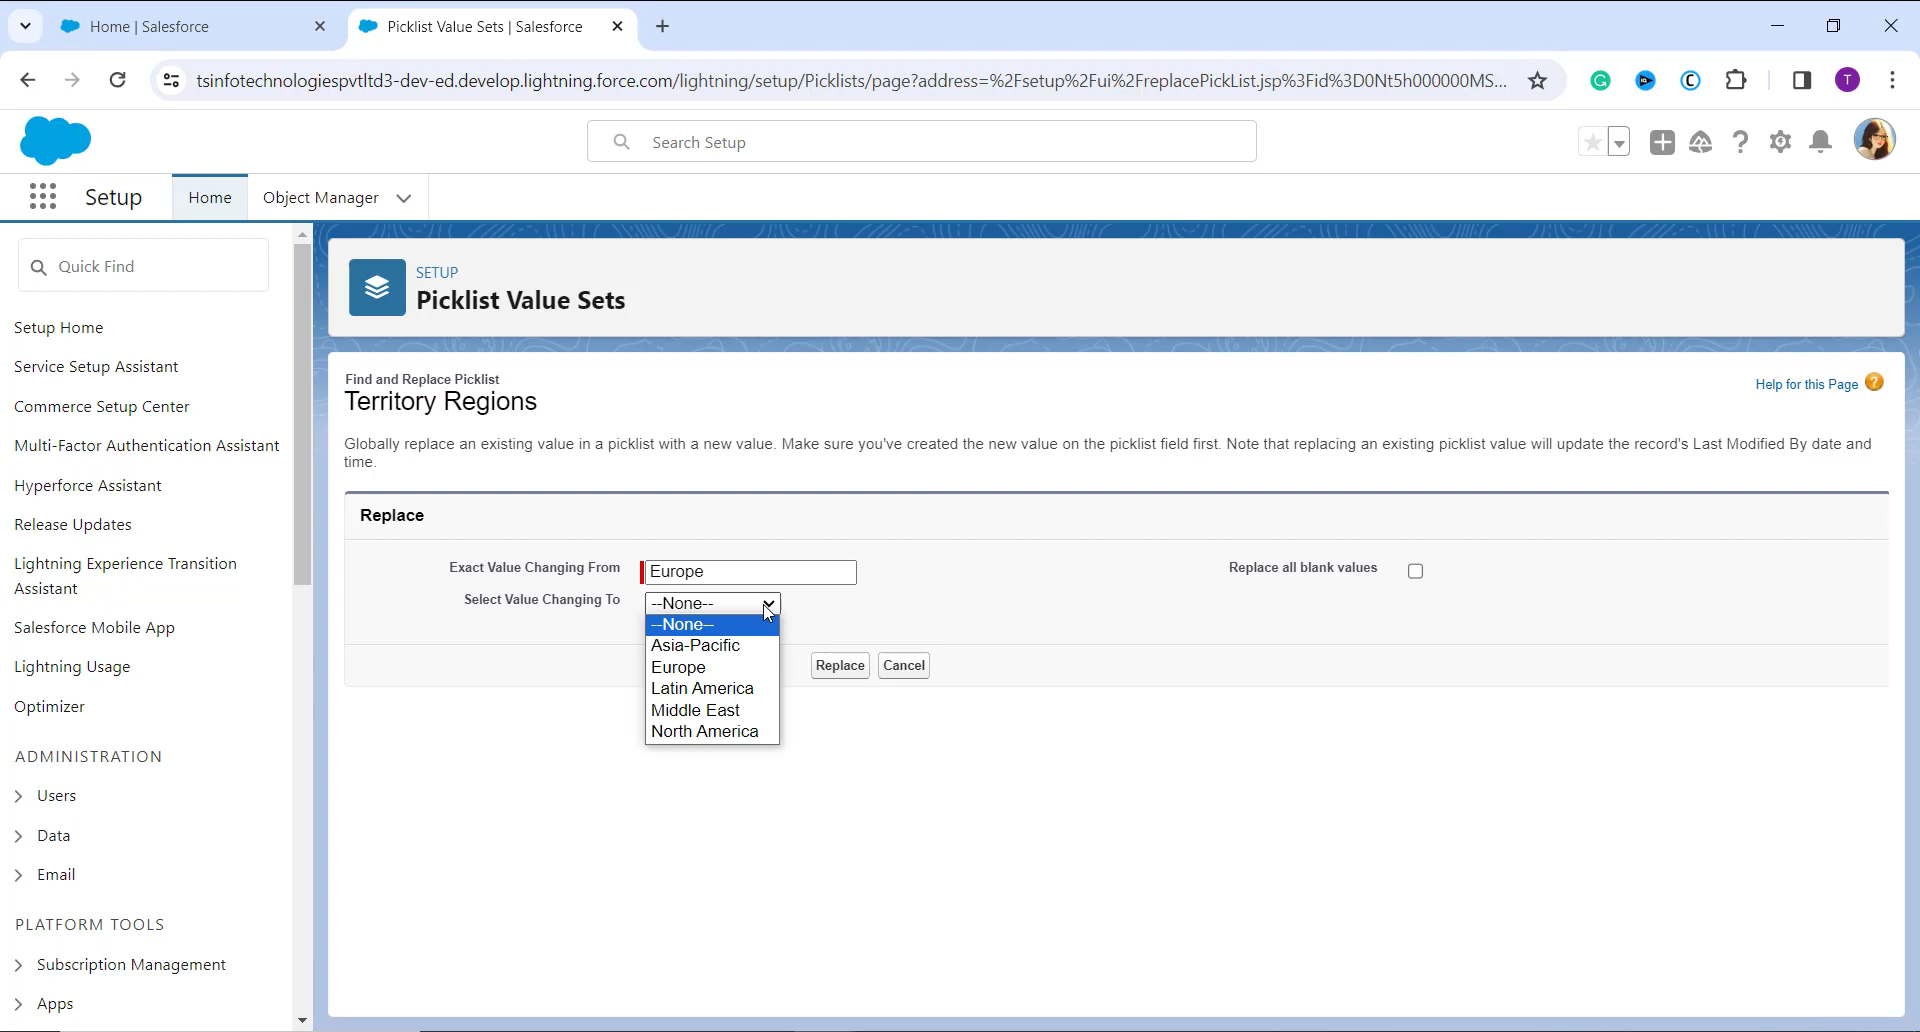 Home | Salesforce
Picklist Value Sets | Salesforce
tsinfotechnologiespvtltd3-dev-ed.develop.lightning.force.com/lightning/setup/Picklists/page?address=%2Fsetup%2Fui%2FreplacePickList.jsp%3Fid%3D0Nt5h000000MS...
T
Search Setup
Setup
Home
Object Manager
Quick Find
Setup Home
Service Setup Assistant
Commerce Setup Center
Multi-Factor Authentication Assistant
Hyperforce Assistant
Release Updates
Lightning Experience Transition
Assistant
Salesforce Mobile App
Lightning Usage
Optimizer
ADMINISTRATION
Users
Data
Email
PLATFORM TOOLS
Subscription Management
Apps
SETUP
Picklist Value Sets
Find and Replace Picklist
Territory Regions
Help for this Page
Globally replace an existing value in a picklist with a new value. Make sure you've created the new value on the picklist field first. Note that replacing an existing picklist value will update the record's Last Modified By date and
time.
Replace
Exact Value Changing From
Europe
Replace all blank values
Select Value Changing To
--None--
--None--
Asia-Pacific
Europe
Latin America
Middle East
North America
Replace
Cancel